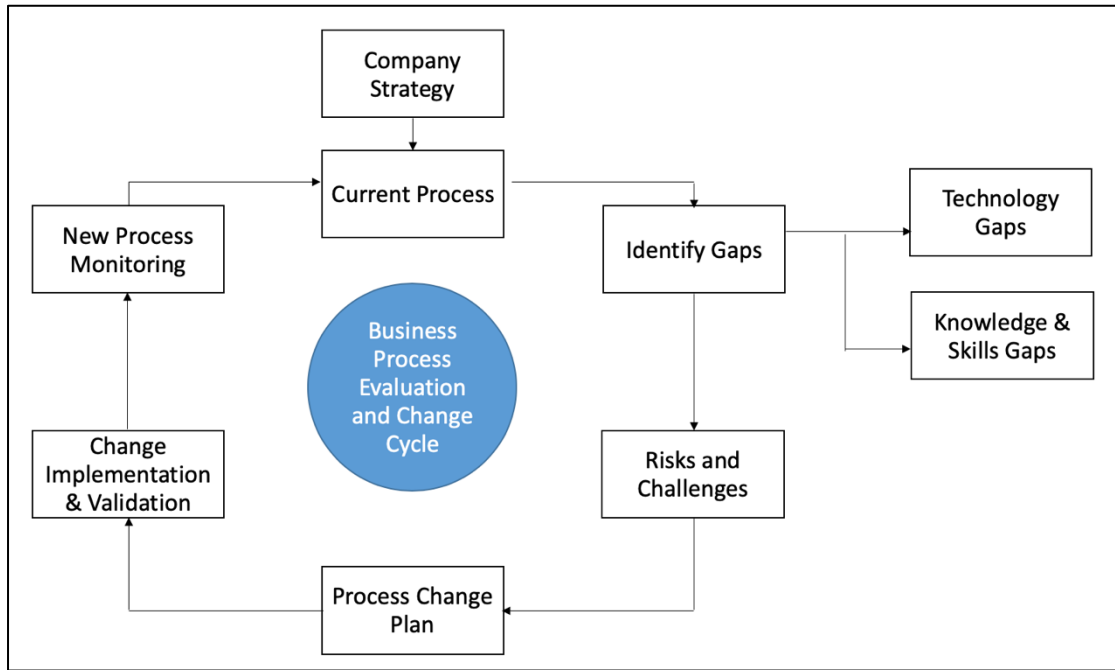 Company
Strategy
Current Process
Identify Gaps
Technology
Gaps
Knowledge &
Skills Gaps
Risks and
Challenges
Process Change
Plan
Change
Implementation
& Validation
New Process
Monitoring
Business
Process
Evaluation
and Change
Cycle